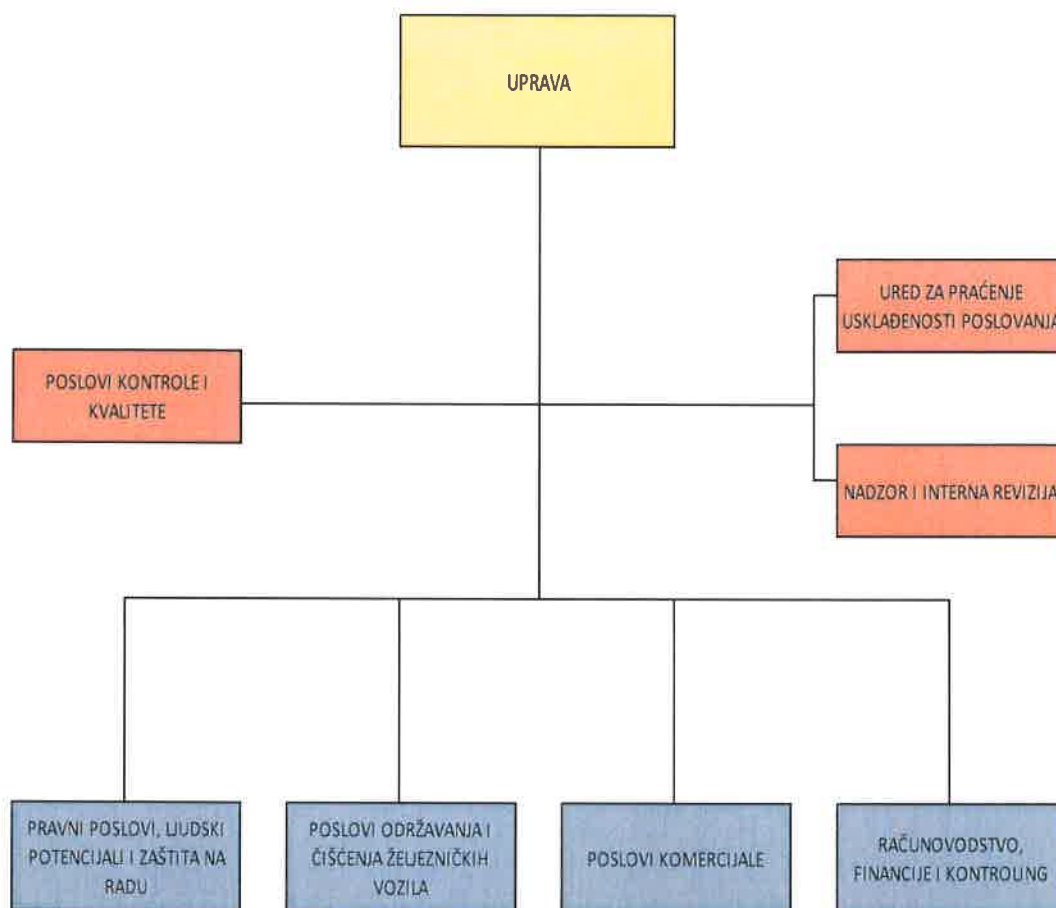 UPRAVA
URED ZA PRAĆENJE
USKLAĐENOSTI POSLOVANJA
POSLOVI KONTROLE I
KVALITETE
NADZOR I INTERNA REVIZIJA
PRAVNI POSLOVI, LJUDSKI
POTENCIJALI I ZAŠTITA NA
RADU
POSLOVI ODRŽAVANJA I
ČIŠĆENJA ŽELJEZNIČKIH
VOZILA
POSLOVI KOMERCIJALE
RAČUNOVODSTVO,
FINANCIJE I KONTROLING